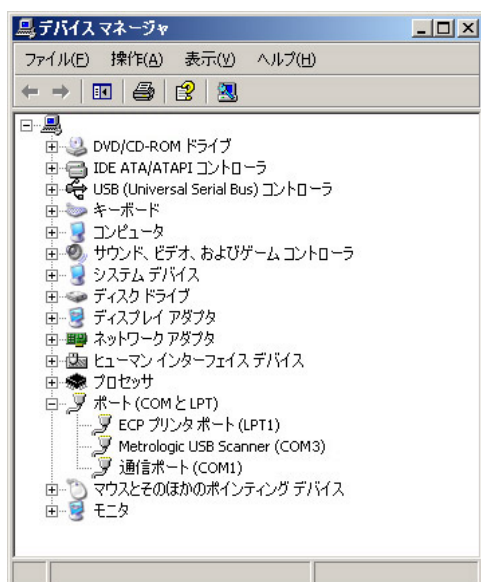 デバイス マネージャ
ファイル(F) 操作(A) 表示(V) ヘルプ(H)
DVD/CD-ROM ドライブ
IDE ATA/ATAPI コントローラ
USB (Universal Serial Bus) コントローラ
キーボード
コンピュータ
サウンド、ビデオ、およびゲーム コントローラ
システム デバイス
ディスク ドライブ
ディスプレイ アダプタ
ネットワーク アダプタ
ヒューマン インターフェイス デバイス
プロセッサ
ポート (COM と LPT)
ECP プリンタ ポート (LPT1)
Metrologic USB Scanner (COM3)
通信ポート (COM1)
マウスとそのほかのポインティング デバイス
モニタ